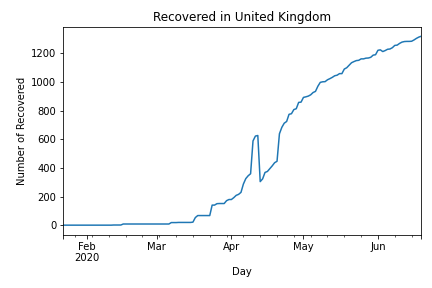 Recovered in United Kingdom
Number of Recovered
1200
1000
800
600
400
200
0
Feb
2020
Mar
Apr
May
Jun
Day